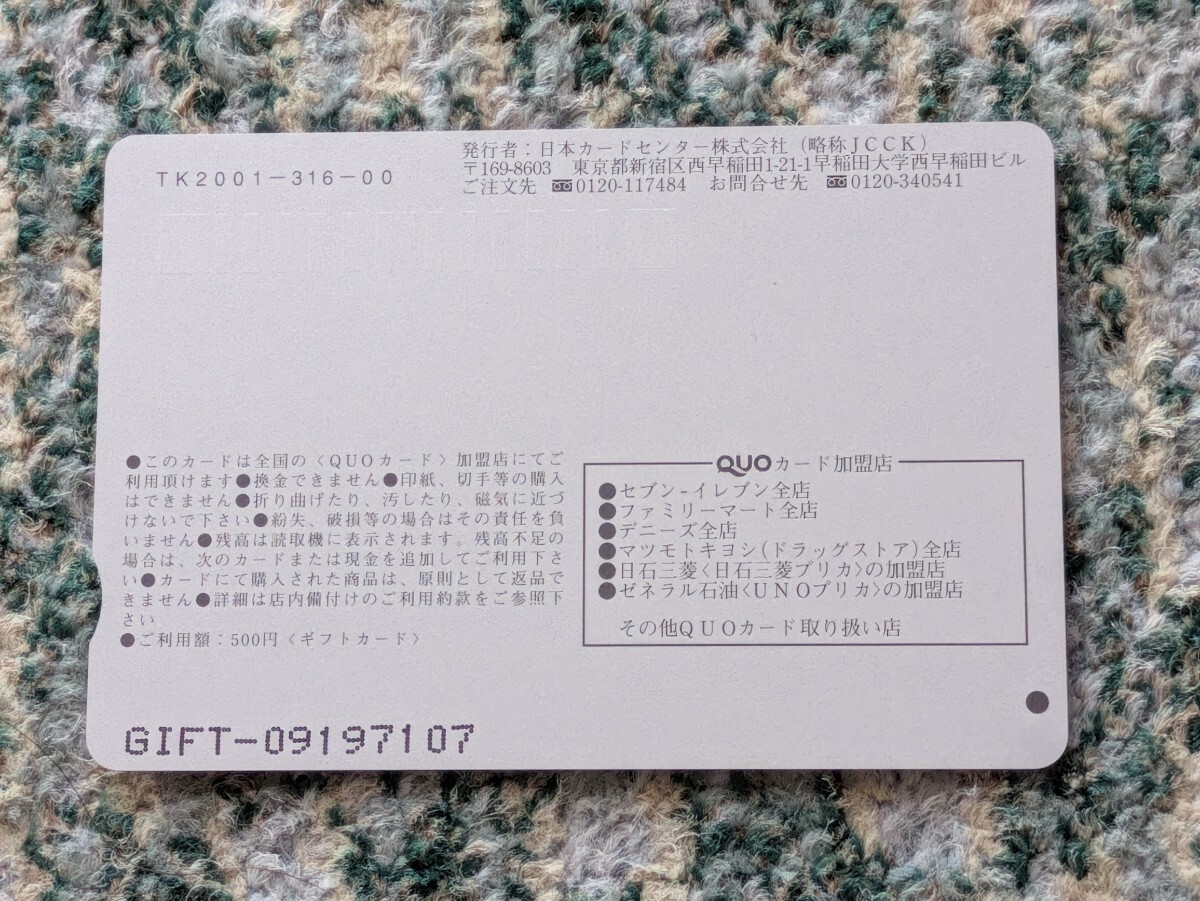 発行者：日本カードセンター株式会社（略称JCCK）
〒169-8603 東京都新宿区西早稲田1-21-1早稲田大学西早稲田ビル
TK2001-316-00
ご注文先 0120-117484 お問合せ先 0120-340541
●このカードは全国の〈QUOカード〉加盟店にてご
利用頂けます●換金できません●印紙、切手等の購入
はできません●折り曲げたり、汚したり、磁気に近づ
けないで下さい●紛失、破損等の場合はその責任を負
いません●残高は読取機に表示されます。残高不足の
場合は、次のカードまたは現金を追加してご利用下さ
い●カードにて購入された商品は、原則として返品で
きません●詳細は店内備付けのご利用約款をご参照下
さい
●ご利用額：500円〈ギフトカード〉
QUOカード加盟店
●セブン-イレブン全店
●ファミリーマート全店
●デニーズ全店
●マツモトキヨシ(ドラッグストア)全店
●日石三菱〈日石三菱プリカ〉の加盟店
●ゼネラル石油〈UNOプリカ〉の加盟店
その他QUOカード取り扱い店
GIFT-09197107